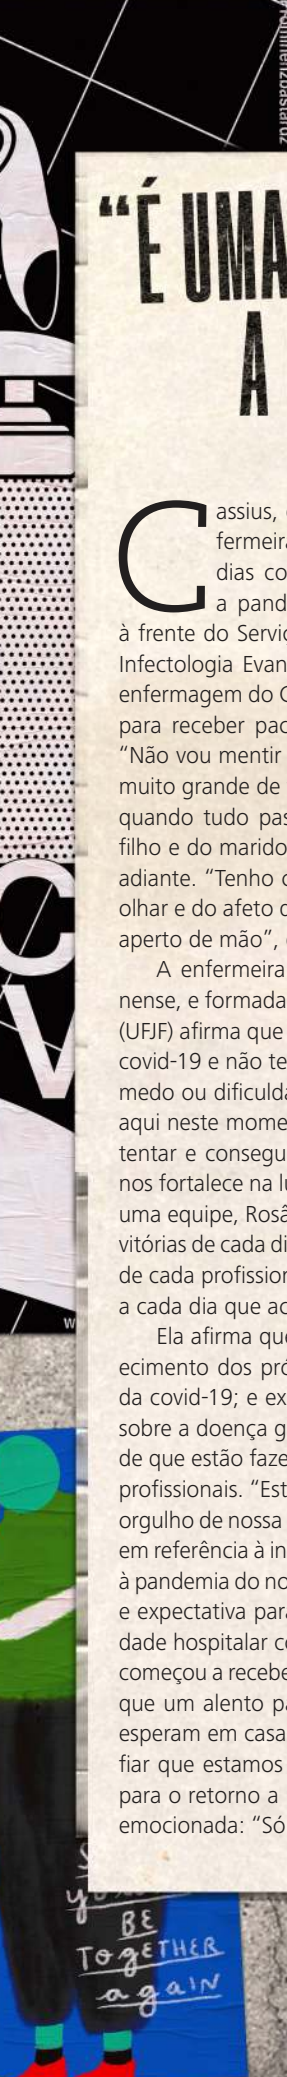 “É UMA
A
Cassius,
fermeira
dias co
a pand
à frente do Serviç
Infectologia Evan
enfermagem do C
para receber pac
“Não vou mentir
muito grande de
quando tudo pas
filho e do marido
adiante. “Tenho
olhar e do afeto
aperto de mão”,
A enfermeira
nense, e formada
(UFJF) afirma que
covid-19 e não te
medo ou dificulda
aqui neste mome
tentar e consegu
nos fortalece na lu
uma equipe, Rosâ
vitórias de cada di
de cada profission
a cada dia que ac
Ela afirma que
ecimento dos pró
da covid-19; e ex
sobre a doença g
de que estão faze
profissionais. “Est
orgulho de nossa
em referência à in
à pandemia do no
e expectativa para
dade hospitalar co
começou a recebe
que um alento pa
esperam em casa
fiar que estamos
para o retorno a
emocionada: “Só
C
V
W
BE
TOGETHER
again